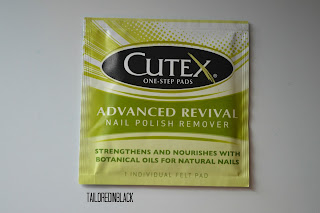 CUTEX®
ONE-STEP PADS
ADVANCED REVIVAL
NAIL POLISH REMOVER
STRENGTHENS AND NOURISHES WITH
BOTANICAL OILS FOR NATURAL NAILS
1 INDIVIDUAL FELT PAD
TAILOREDINBLACK